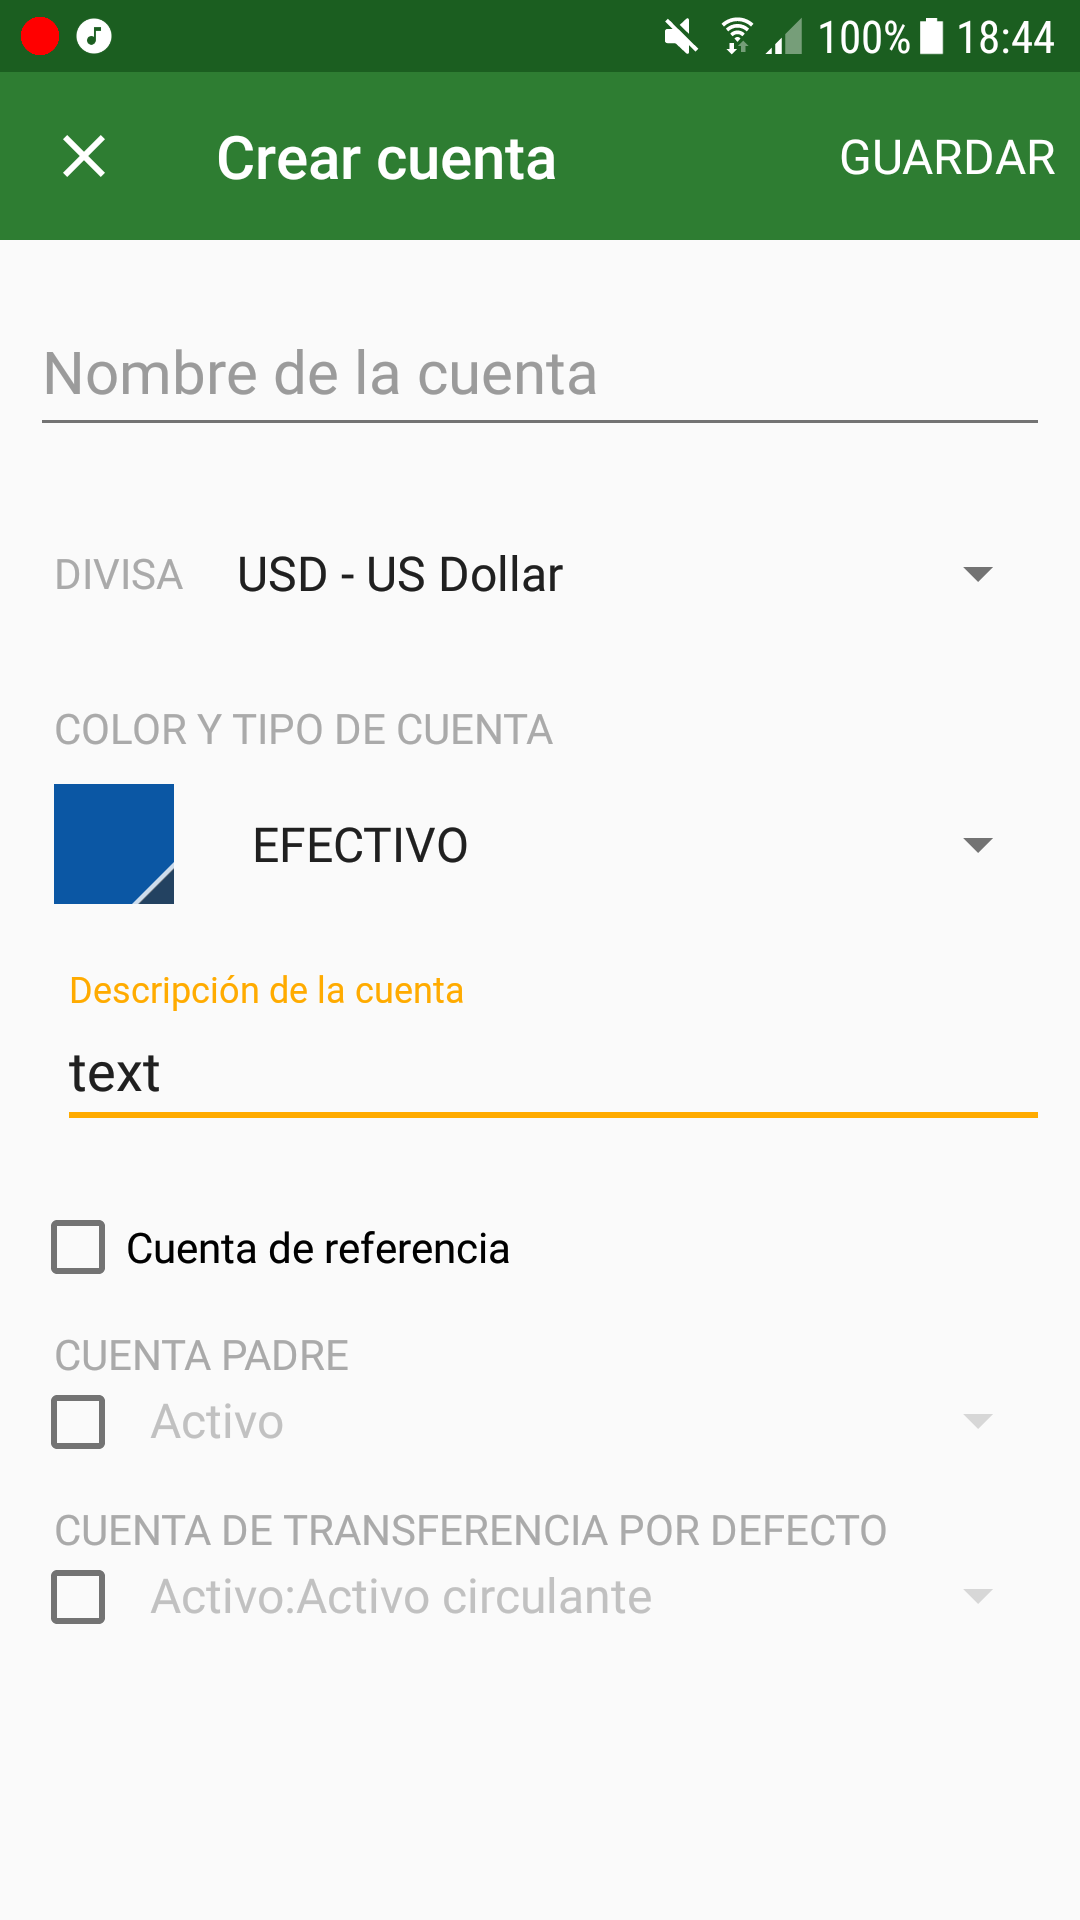 100% 18:44
Crear cuenta GUARDAR
Nombre de la cuenta
DIVISA USD - US Dollar
COLOR Y TIPO DE CUENTA
EFECTIVO
Descripción de la cuenta
text
Cuenta de referencia
CUENTA PADRE
Activo
CUENTA DE TRANSFERENCIA POR DEFECTO
Activo:Activo circulante